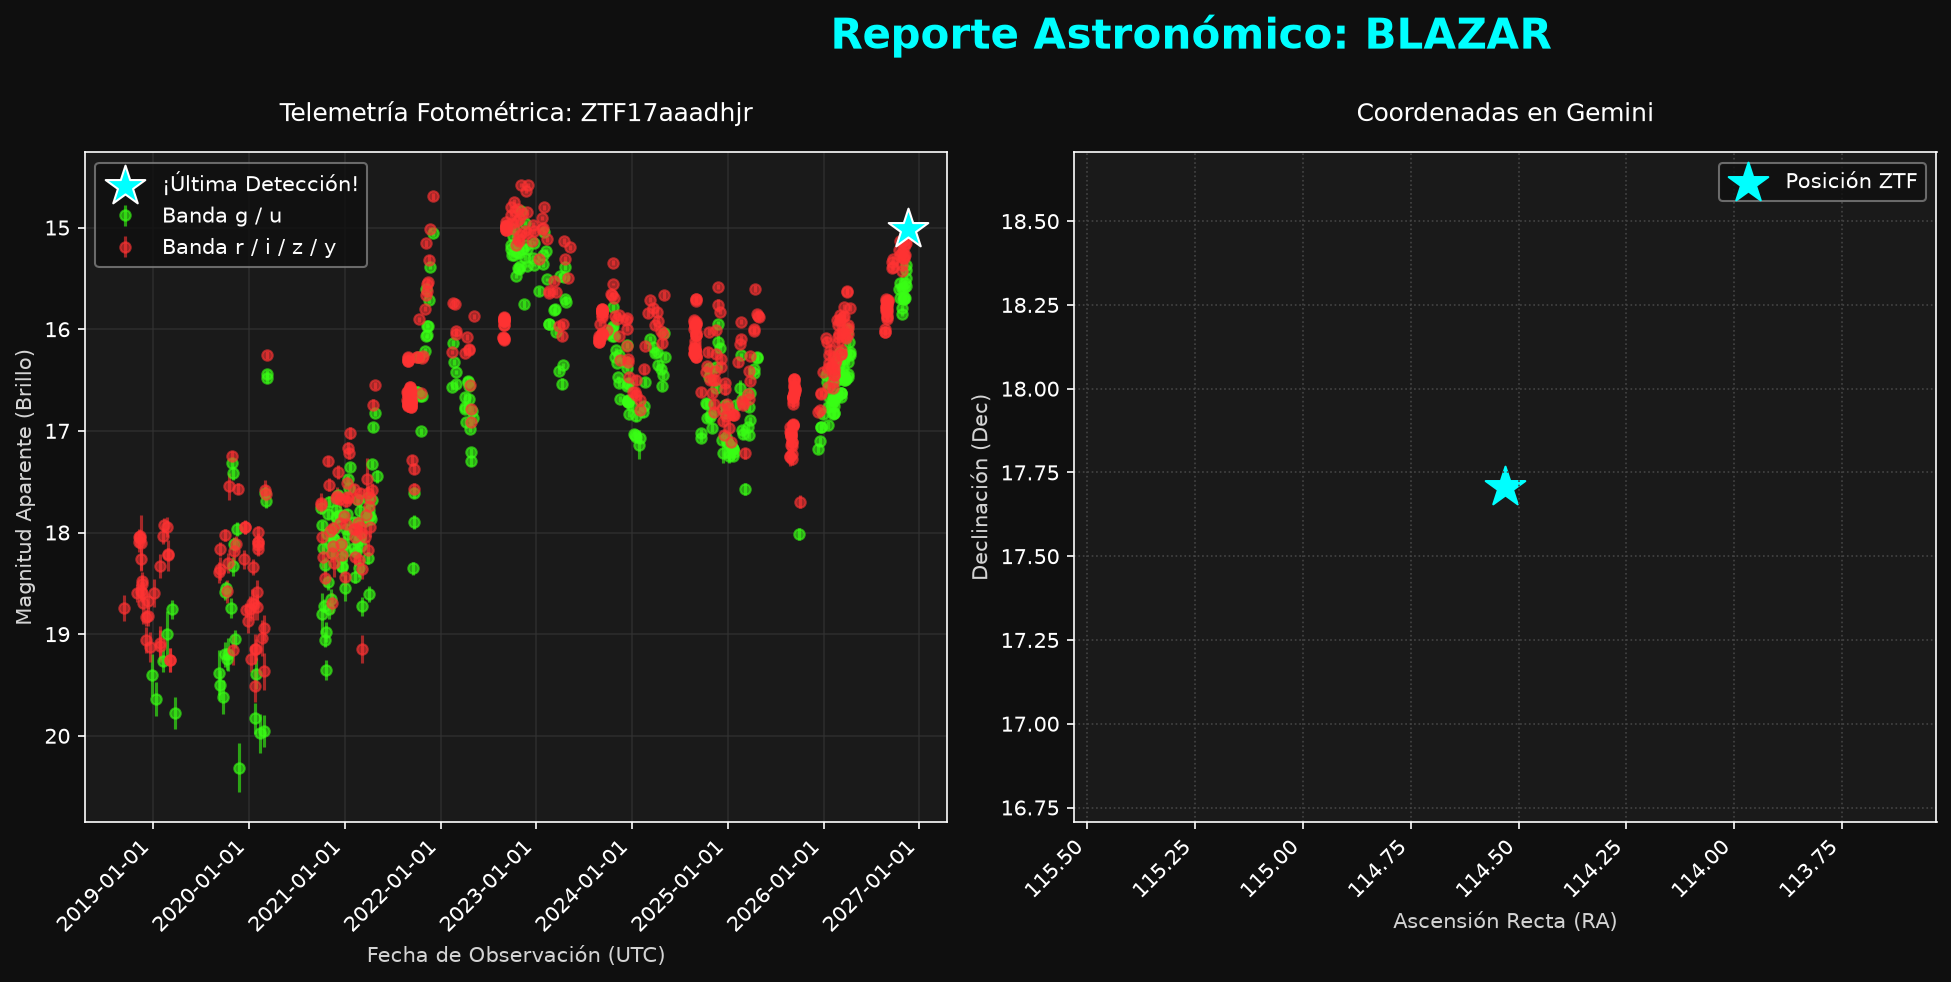 Reporte Astronómico: BLAZAR
Telemetría Fotométrica: ZTF17aaadhjr
¡Última Detección!
Banda g / u
Banda r / i / z / y
Magnitud Aparente (Brillo)
15
16
17
18
19
20
2019-01-01
2020-01-01
2021-01-01
2022-01-01
2023-01-01
2024-01-01
2025-01-01
2026-01-01
2027-01-01
Fecha de Observación (UTC)
Coordenadas en Gemini
Posición ZTF
Declinación (Dec)
18.50
18.25
18.00
17.75
17.50
17.25
17.00
16.75
115.50
115.25
115.00
114.75
114.50
114.25
114.00
113.75
Ascensión Recta (RA)